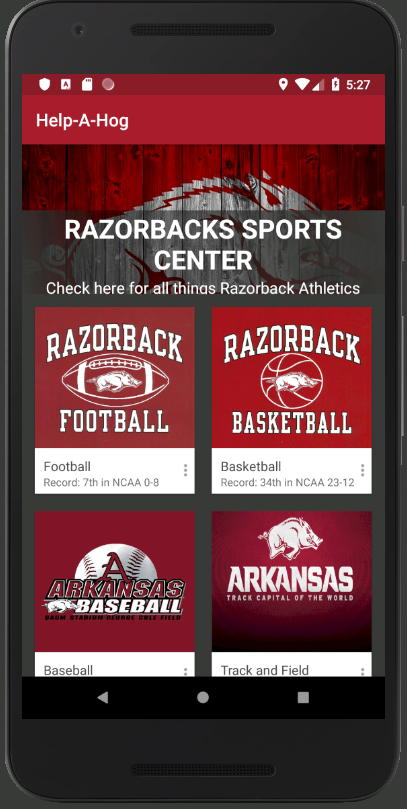 5:27
Help-A-Hog
RAZORBACKS SPORTS
CENTER
Check here for all things Razorback Athletics
RAZORBACK
FOOTBALL
RAZORBACK
BASKETBALL
Football
Record: 7th in NCAA 0-8
Basketball
Record: 34th in NCAA 23-12
A
ARKANSAS
BASEBALL
BAUM STADIUM GEORGE COLE FIELD
ARKANSAS
TRACK CAPITAL OF THE WORLD
Baseball
Track and Field